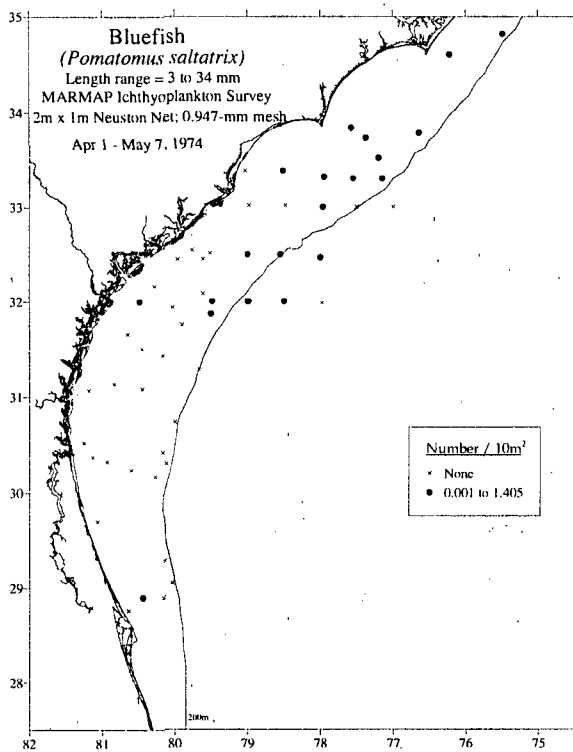 Bluefish
(Pomatomus saltatrix)
Length range = 3 to 34 mm
MARMAP Ichthyoplankton Survey
2m x 1m Neuston Net; 0.947-mm mesh
Apr 1 - May 7, 1974
35
34
33
32
31
30
29
28
Number / 10m²
× None
● 0.001 to 1.405
200m
82 81 80 79 78 77 76 75